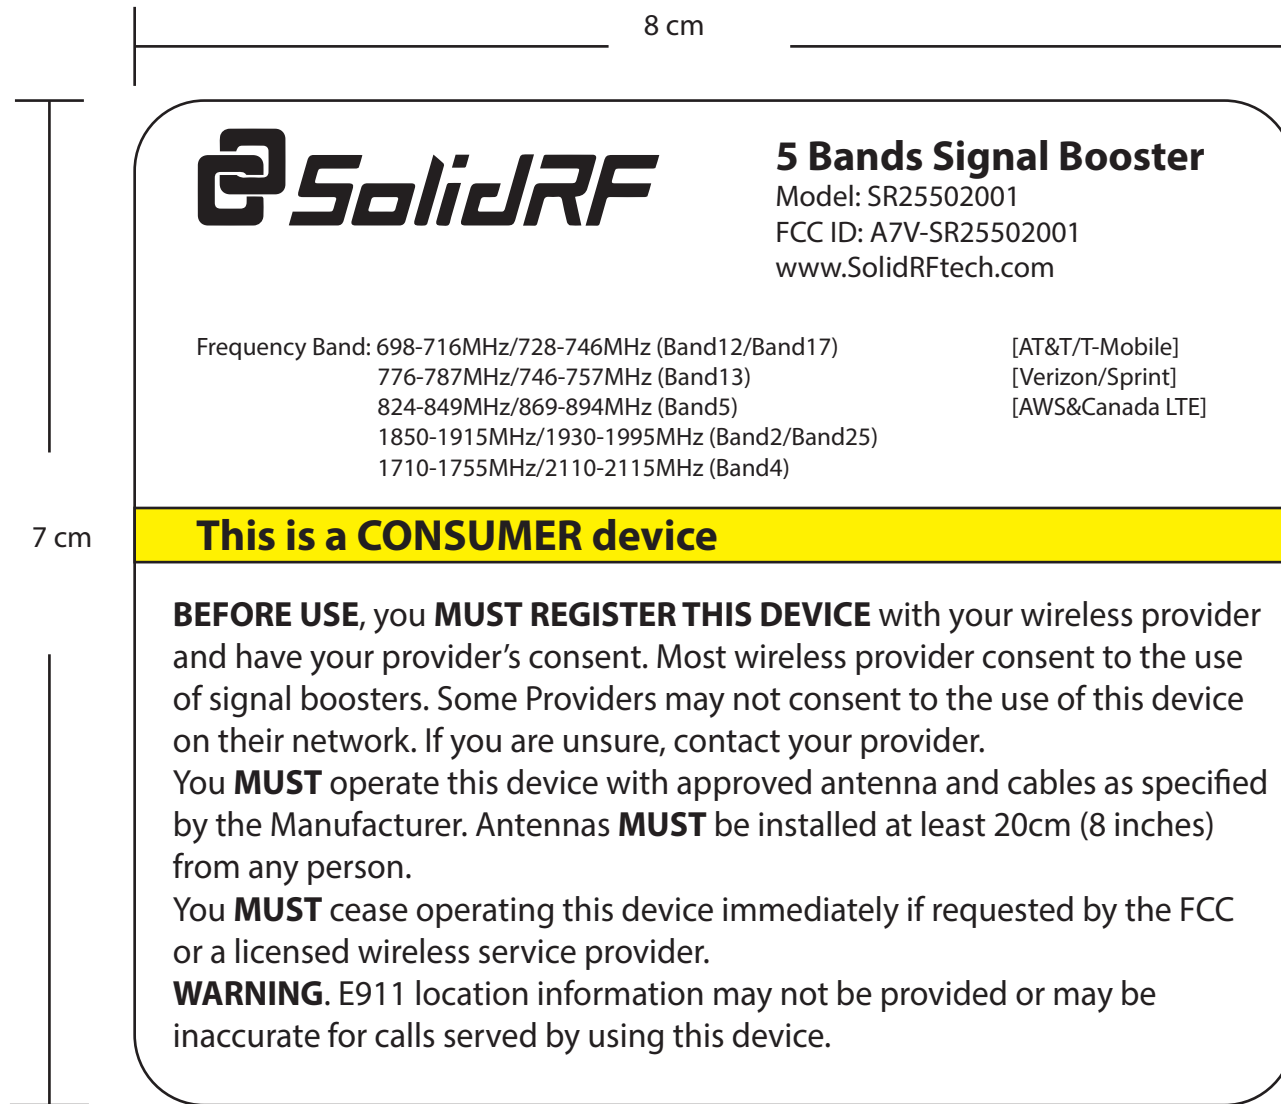 8 cm
SolidRF
5 Bands Signal Booster
Model: SR25502001
FCC ID: A7V-SR25502001
www.SolidRFtech.com
Frequency Band: 698-716MHz/728-746MHz (Band12/Band17) [AT&T/T-Mobile]
776-787MHz/746-757MHz (Band13) [Verizon/Sprint]
824-849MHz/869-894MHz (Band5) [AWS&Canada LTE]
1850-1915MHz/1930-1995MHz (Band2/Band25)
1710-1755MHz/2110-2115MHz (Band4)
7 cm
This is a CONSUMER device
BEFORE USE, you MUST REGISTER THIS DEVICE with your wireless provider
and have your provider’s consent. Most wireless provider consent to the use
of signal boosters. Some Providers may not consent to the use of this device
on their network. If you are unsure, contact your provider.
You MUST operate this device with approved antenna and cables as specified
by the Manufacturer. Antennas MUST be installed at least 20cm (8 inches)
from any person.
You MUST cease operating this device immediately if requested by the FCC
or a licensed wireless service provider.
WARNING. E911 location information may not be provided or may be
inaccurate for calls served by using this device.